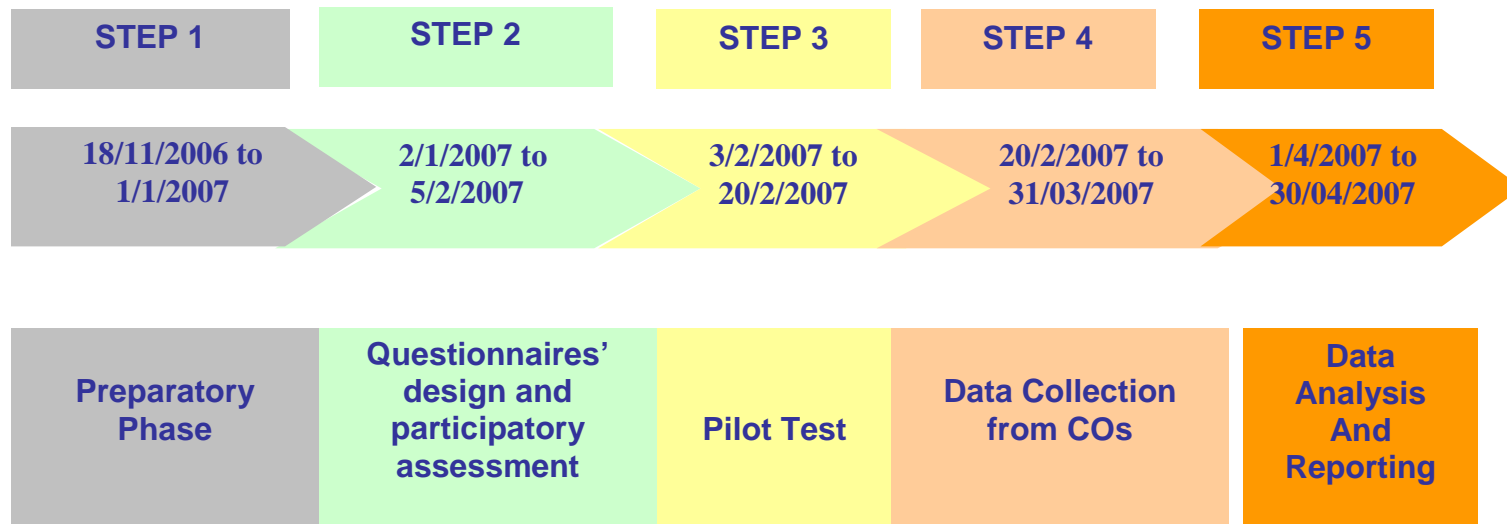 STEP 1
STEP 2
STEP 3
STEP 4
STEP 5
18/11/2006 to
1/1/2007
2/1/2007 to
5/2/2007
3/2/2007 to
20/2/2007
20/2/2007 to
31/03/2007
1/4/2007 to
30/04/2007
Preparatory
Phase
Questionnaires’
design and
participatory
assessment
Pilot Test
Data Collection
from COs
Data
Analysis
And
Reporting